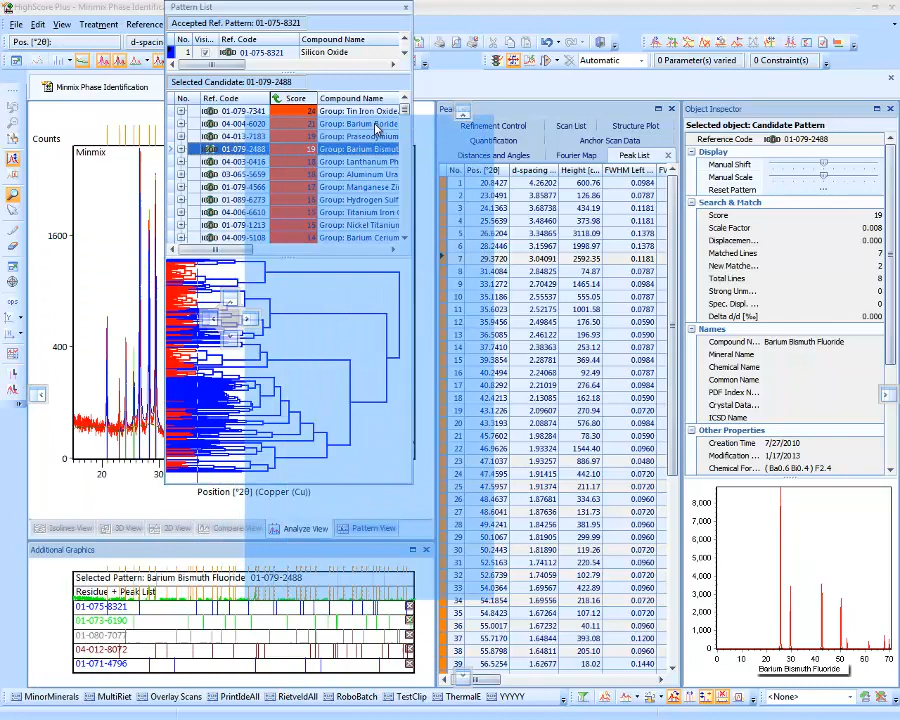 HighScore Plus - Minmix Phase Identifi
Pattern List
File Edit View Treatment Reference
Accepted Ref. Pattern: 01-075-8321
Pos. [°2θ]: d-spac
No. Visi... Ref. Code Compound Name
1 01-075-8321 Silicon Oxide
Automatic 0 Parameter(s) varied 0 Constraint(s)
Selected Candidate: 01-079-2488
No. Ref. Code Score Compound Name
01-079-7341 24 Group: Tin Iron Oxide.
04-004-6020 21 Group: Barium Boride
04-013-7183 19 Group: Praseodymium
01-079-2488 19 Group: Barium Bismut
04-003-0416 18 Group: Lanthanum Ph
03-065-5659 18 Group: Aluminum Ura
01-079-4566 17 Group: Manganese Zi
01-089-6273 16 Group: Hydrogen Sulf
04-006-6610 15 Group: Titanium Iron O
01-079-1213 15 Group: Nickel Titanium
04-009-5108 14 Group: Barium Cerium
Minmix Phase Identification
Counts
Minmix
1600
400
0
20 30
Position [°2θ] (Copper (Cu))
Isolines View 3D View 2D View Compare View Analyze View Pattern View
Additional Graphics
Selected Pattern: Barium Bismuth Fluoride 01-079-2488
Residue + Peak List
01-075-8321
01-073-6190
01-080-7077
04-012-8072
01-071-4796
Refinement Control Scan List Structure Plot
Quantification Anchor Scan Data
Distances and Angles Fourier Map Peak List
No. Pos. [°2θ] d-spacing ... Height [c... FWHM Left ... FW
1 20.8427 4.26202 600.76 0.0984
2 23.0491 3.85877 126.86 0.0787
3 24.1363 3.68738 434.19 0.1181
4 25.5639 3.48460 373.98 0.1181
5 26.6204 3.34865 3118.09 0.1378
6 28.2446 3.15967 1998.97 0.1378
7 29.3720 3.04091 2592.35 0.1181
8 31.4084 2.84825 74.87 0.0787
9 33.1272 2.70429 1465.14 0.0984
10 35.1186 2.55537 555.05 0.0787
11 35.6023 2.52175 1001.58 0.0787
12 35.9456 2.49845 176.50 0.0590
13 36.5085 2.46123 196.93 0.0590
14 37.7410 2.38363 253.12 0.0787
15 39.3854 2.28781 369.44 0.0984
16 40.2191 2.2406 92.49 0.0787
17 40.8292 2.21019 276.64 0.0984
18 42.4213 2.13085 162.18 0.0590
19 43.1226 2.09607 270.94 0.0984
20 43.3193 2.08874 576.80 0.0984
21 45.7602 1.98284 78.30 0.0590
22 46.9226 1.93640 1544.40 0.0960
23 47.1037 1.93258 886.97 0.0480
24 47.4595 1.91415 442.51 0.0960
25 47.5957 1.91374 211.17 0.0590
26 48.4637 1.87681 334.63 0.0960
27 48.6392 1.87676 131.73 0.0720
28 49.4241 1.84409 381.95 0.0960
29 50.1067 1.90505 299.99 0.0960
30 50.2443 1.81439 119.26 0.0720
31 52.5163 1.74112 220.54 0.0960
32 52.6739 1.74059 102.79 0.0720
33 54.0364 1.69567 422.89 0.0960
34 54.1854 1.69556 218.16 0.0720
35 54.8423 1.67264 107.12 0.0720
36 55.0017 1.66822 40.11 0.0720
37 55.7170 1.64844 393.08 0.1200
38 55.8798 1.64811 205.10 0.0720
39 56.5254 1.62677 18.02 0.1440
Object Inspector
Selected object: Candidate Pattern
Reference Code 01-079-2488
Display
Manual Shift
Manual Scale
Reset Pattern ...
Search & Match
Score 19
Scale Factor 0.008
Displacemen... 0
Matched Lines 7
New Matche... 2
Total Lines 8
Strong Unm... 0
Spec. Displ... 0
Delta d/d [‰]
Names
Compound N... Barium Bismuth Fluoride
Mineral Name
Chemical Name
Common Name
PDF Index N...
Crystal Data...
ICSD Name
Other Properties
Creation Time 7/27/2010
Modification ... 1/17/2013
Chemical For... ( Ba0.6 Bi0.4 ) F2.4
8,000
7,000
6,000
5,000
4,000
3,000
2,000
1,000
0
0 10 20 30 40 50 60 70
Barium Bismuth Fluoride
MinorMinerals MultiRiet Overlay Scans PrintIdeAll RietveldAll RoboBatch TestClip ThermalE YYYYY
<None>